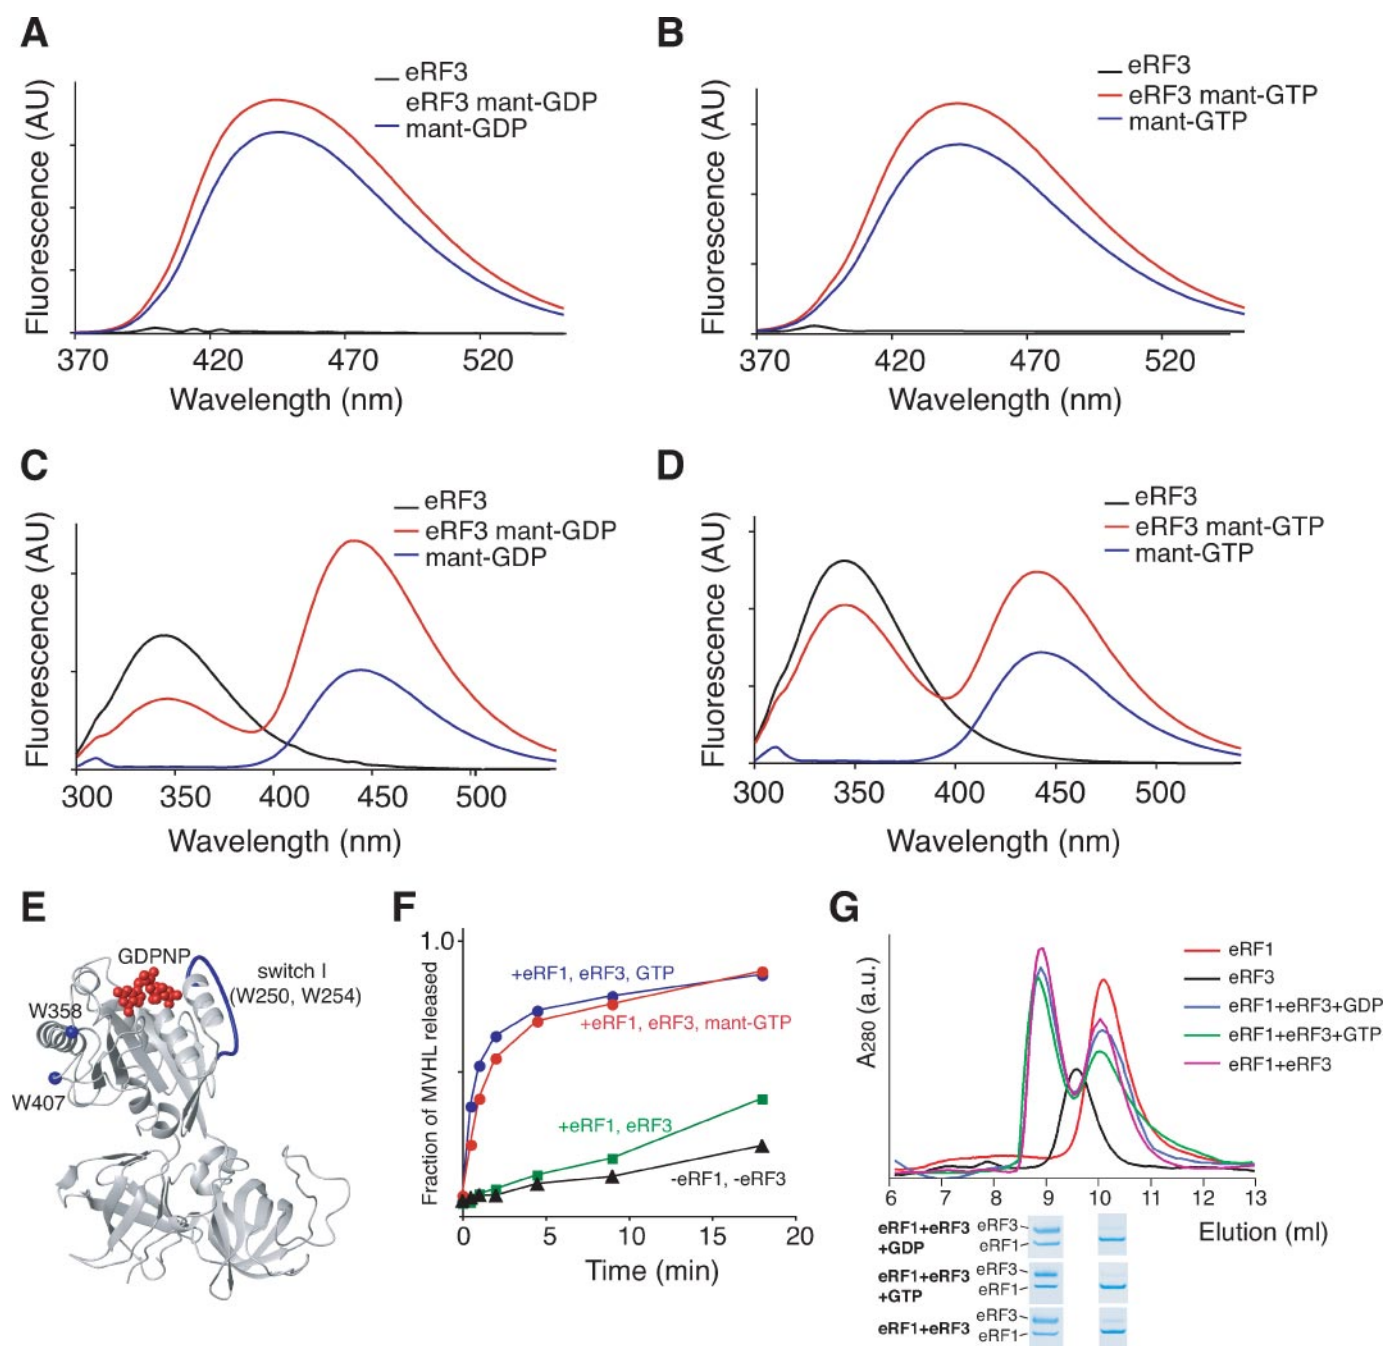 A
eRF3
eRF3 mant-GDP
mant-GDP
Fluorescence (AU)
370 420 470 520
Wavelength (nm)
B
eRF3
eRF3 mant-GTP
mant-GTP
Fluorescence (AU)
370 420 470 520
Wavelength (nm)
C
eRF3
eRF3 mant-GDP
mant-GDP
Fluorescence (AU)
300 350 400 450 500
Wavelength (nm)
D
eRF3
eRF3 mant-GTP
mant-GTP
Fluorescence (AU)
300 350 400 450 500
Wavelength (nm)
E
GDPNP
switch I
(W250, W254)
W358
W407
F
1.0
+eRF1, eRF3, GTP
+eRF1, eRF3, mant-GTP
+eRF1, eRF3
-eRF1, -eRF3
Fraction of MVHL released
0 5 10 15 20
Time (min)
G
eRF1
eRF3
eRF1+eRF3+GDP
eRF1+eRF3+GTP
eRF1+eRF3
A280 (a.u.)
6 7 8 9 10 11 12 13
Elution (ml)
eRF1+eRF3 eRF3
+GDP eRF1
eRF1+eRF3 eRF3
+GTP eRF1
eRF3
eRF1+eRF3 eRF1